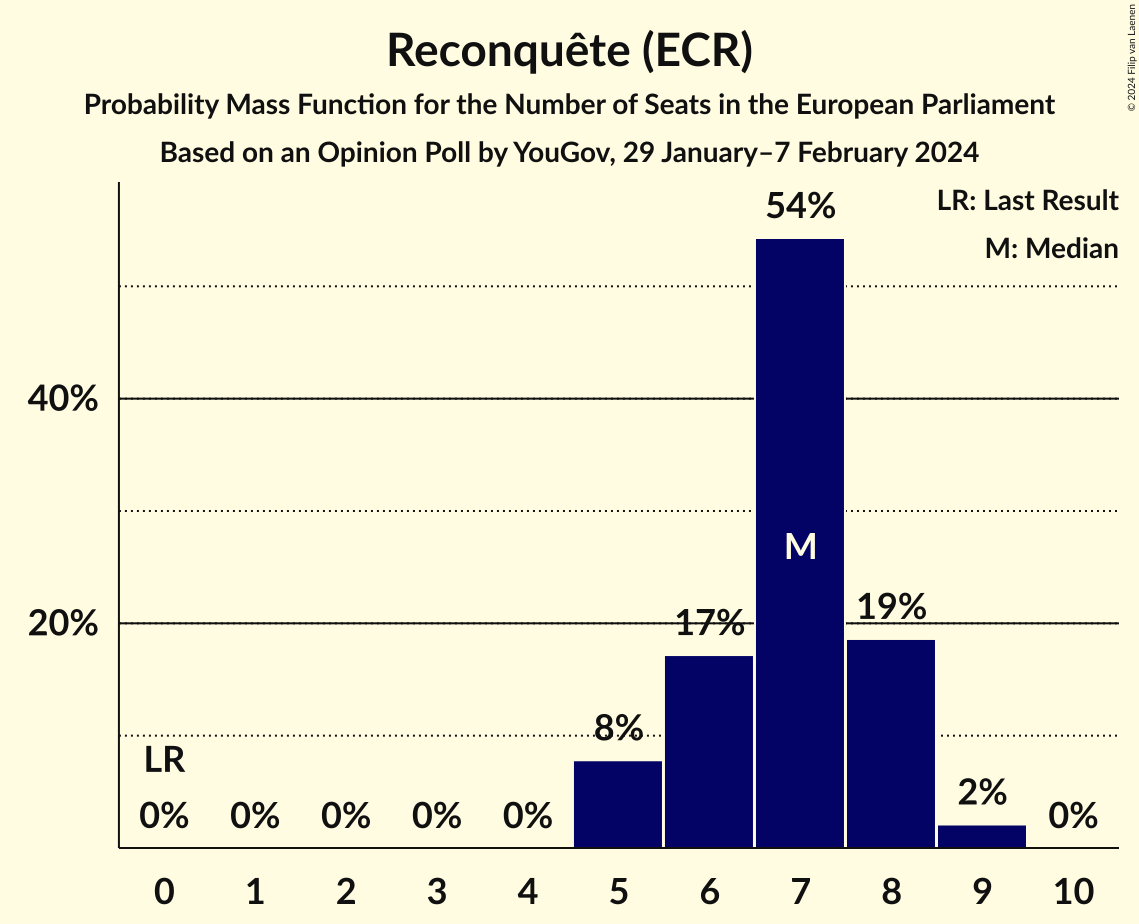 Reconquête (ECR)
Probability Mass Function for the Number of Seats in the European Parliament
Based on an Opinion Poll by YouGov, 29 January–7 February 2024
© 2024 Filip van Laenen
LR: Last Result
M: Median
54%
40%
M
20%
17%
19%
8%
LR
0%
0%
0%
0%
0%
2%
0%
0 1 2 3 4 5 6 7 8 9 10